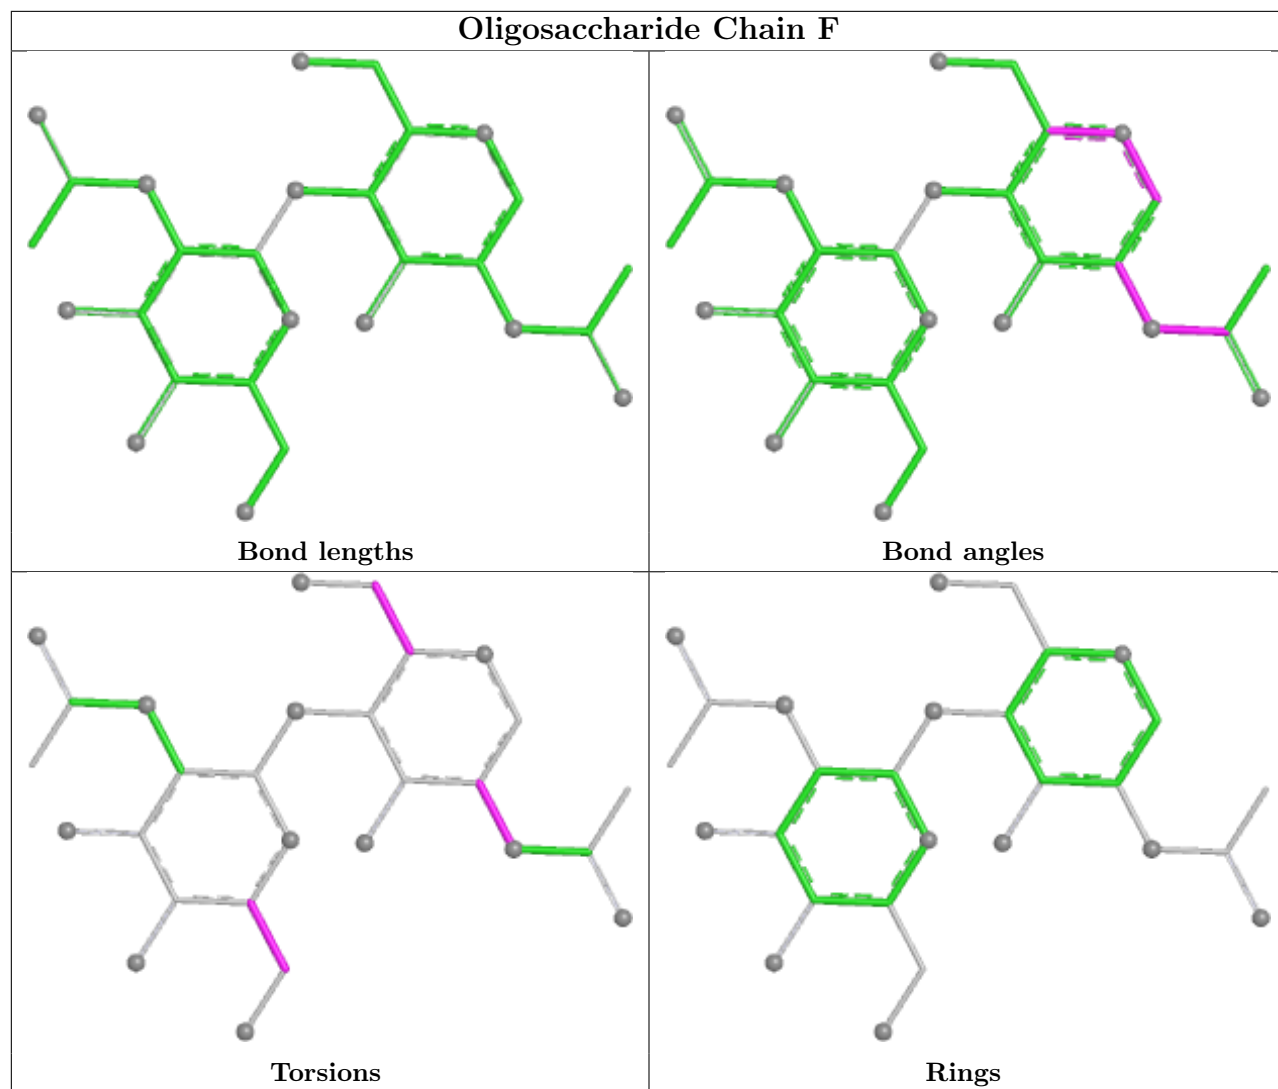 Oligosaccharide Chain F
Bond lengths
Bond angles
Torsions
Rings